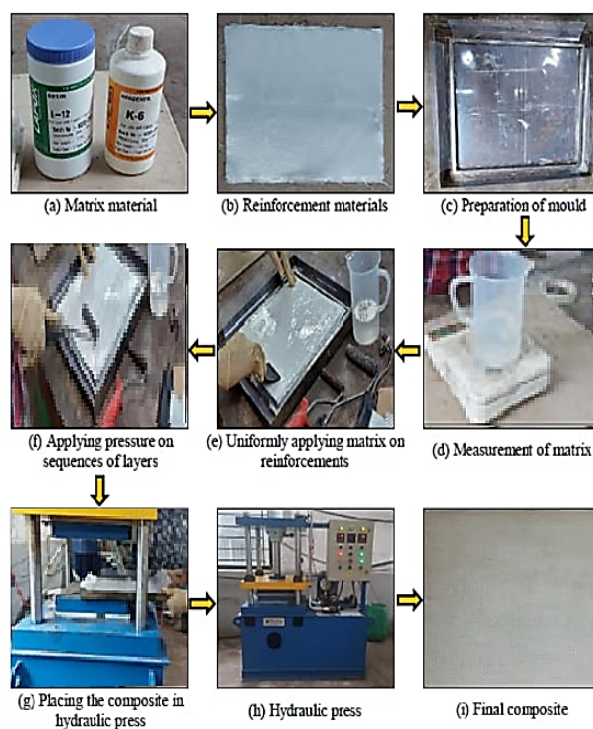 RESIN
L-12
K-6
(a) Matrix material
(b) Reinforcement materials
(c) Preparation of mould
(f) Applying pressure on
sequences of layers
(e) Uniformly applying matrix on
reinforcements
(d) Measurement of matrix
(g) Placing the composite in
hydraulic press
(h) Hydraulic press
(i) Final composite